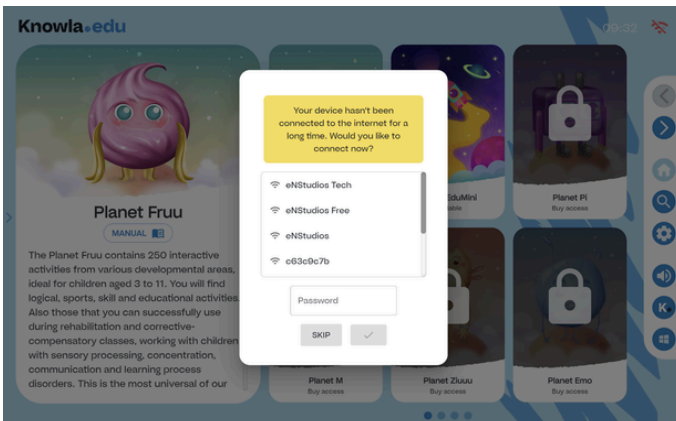 Knowla.edu
09:32
Your device hasn't been
connected to the internet for a
long time. Would you like to
connect now?
eNStudios Tech
eNStudios Free
eNStudios
c63c9c7b
Password
SKIP
Planet Fruu
MANUAL
The Planet Fruu contains 250 interactive
activities from various developmental areas,
ideal for children aged 3 to 11. You will find
logical, sports, skill and educational activities.
Also those that you can successfully use
during rehabilitation and corrective-
compensatory classes, working with children
with sensory processing, concentration,
communication and learning process
disorders. This is the most universal of our
EduMini
Planet Pi
Buy access
Planet M
Buy access
Planet Ziuuu
Buy access
Planet Emo
Buy access
K